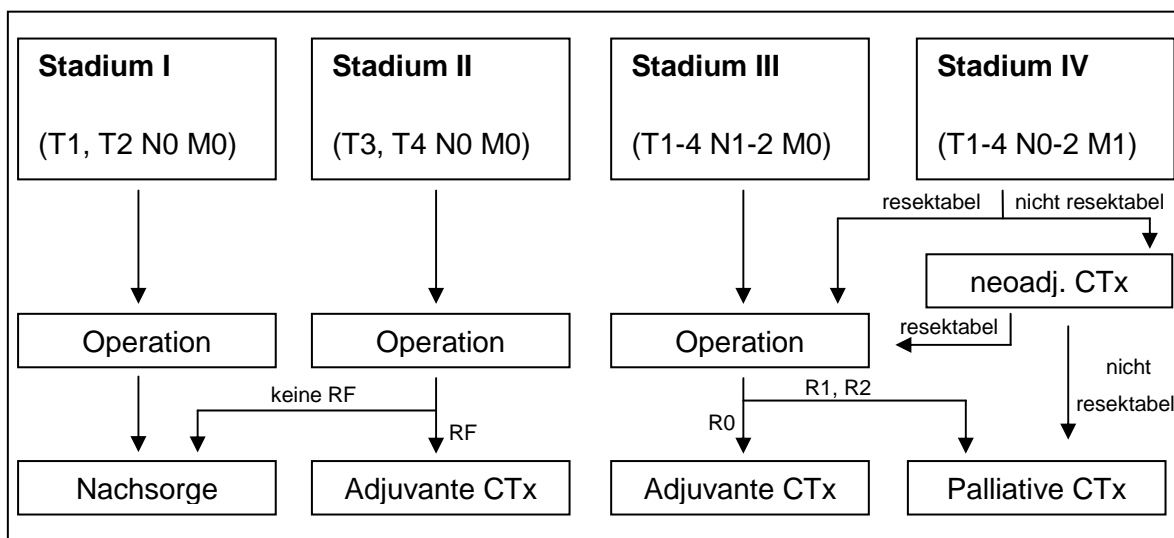 Stadium I
(T1, T2 N0 M0)
Stadium II
(T3, T4 N0 M0)
Stadium III
(T1-4 N1-2 M0)
Stadium IV
(T1-4 N0-2 M1)
resektabel
nicht resektabel
neoadj. CTx
Operation
Operation
Operation
resektabel
nicht
resektabel
keine RF
RF
R1, R2
R0
Nachsorge
Adjuvante CTx
Adjuvante CTx
Palliative CTx